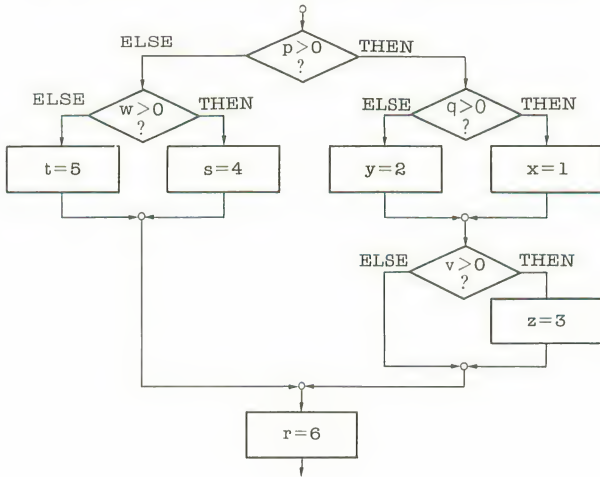 p>0
?
ELSE
THEN
w>0
?
ELSE
THEN
q>0
?
ELSE
THEN
t=5
s=4
y=2
x=1
v>0
?
ELSE
THEN
z=3
r=6